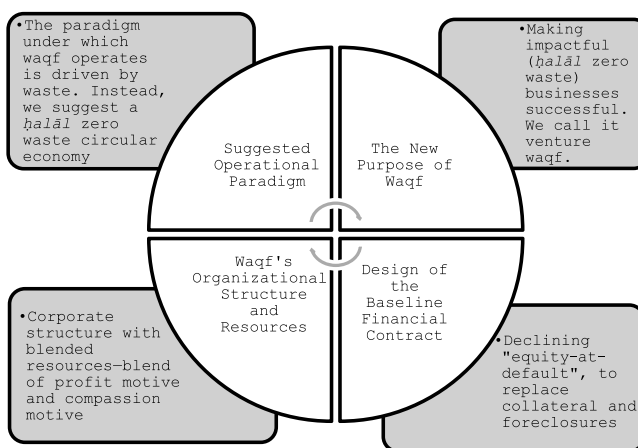 •The paradigm
under which
waqf operates
is driven by
waste. Instead,
we suggest a
ḥalāl zero
waste circular
economy
•Making
impactful
(ḥalāl zero
waste)
businesses
successful.
We call it
venture
waqf.
Suggested
Operational
Paradigm
The New
Purpose of
Waqf
Waqf's
Organizational
Structure
and
Resources
Design of
the
Baseline
Financial
Contract
•Corporate
structure with
blended
resources—blend
of profit motive
and compassion
motive
•Declining
"equity-at-
default", to
replace
collateral and
foreclosures